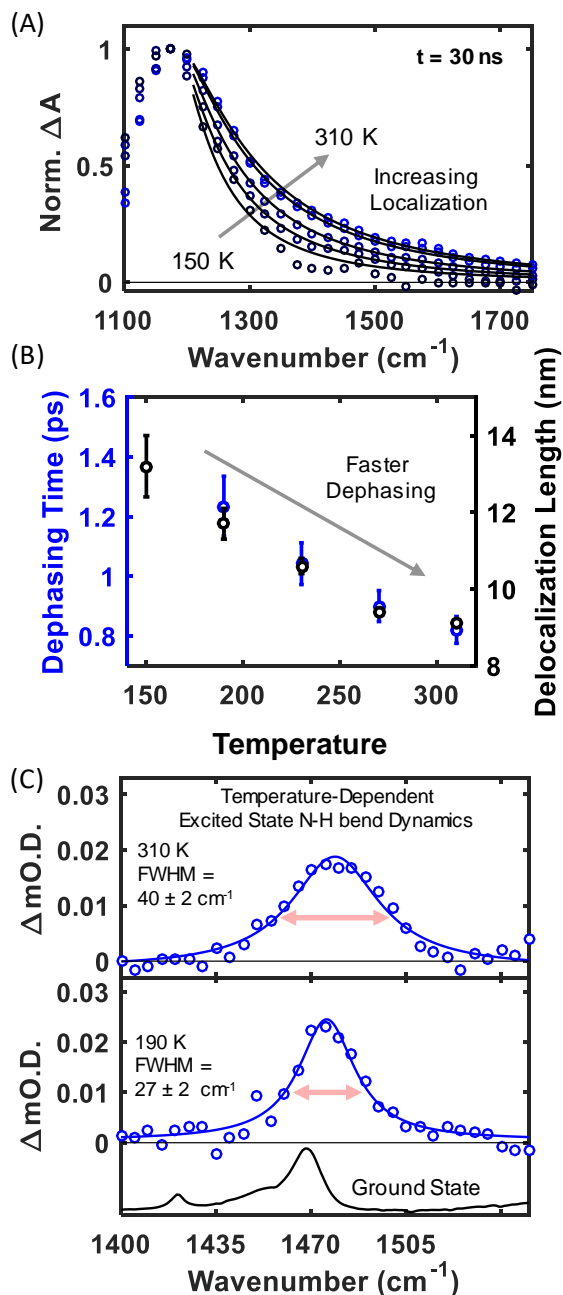 (A)
t = 30 ns
310 K
Increasing
Localization
150 K
Norm. ΔA
1
0.5
0
1100 1300 1500 1700
Wavenumber (cm⁻¹)
(B)
Dephasing Time (ps)
1.6
1.4
1.2
1
0.8
Faster
Dephasing
14
12
10
8
Delocalization Length (nm)
150 200 250 300
Temperature
(C)
Temperature-Dependent
Excited State N-H bend Dynamics
310 K
FWHM =
40 ± 2 cm⁻¹
ΔmO.D.
0.03
0.02
0.01
0
190 K
FWHM =
27 ± 2 cm⁻¹
ΔmO.D.
0.03
0.02
0.01
0
Ground State
1400 1435 1470 1505
Wavenumber (cm⁻¹)